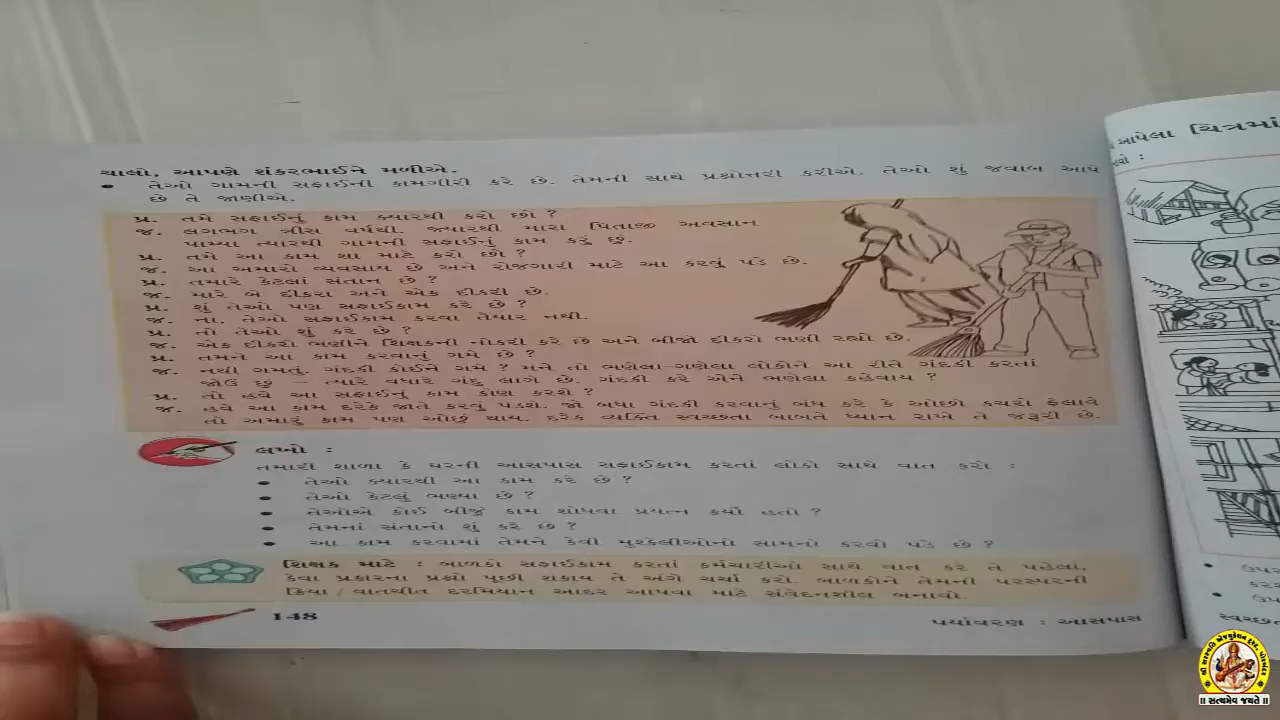 ચાલો, આપણે શંકરભાઈને મળીએ.
• તેઓ ગામની સફાઈની કામગીરી કરે છે. તેમની સાથે પ્રશ્નોત્તરી કરીએ. તેઓ શું જવાબ આપે
છે તે જાણીએ.
પ્ર. તમે સફાઈનું કામ ક્યારથી કરો છો ?
જ. લગભગ ત્રીસ વર્ષથી. જ્યારથી મારા પિતાજી અવસાન
પામ્યા ત્યારથી ગામની સફાઈનું કામ કરું છું.
પ્ર. તમે આ કામ શા માટે કરો છો ?
જ. આ અમારો વ્યવસાય છે અને રોજગારી માટે આ કરવું પડે છે.
પ્ર. તમારે કેટલાં સંતાન છે ?
જ. મારે બે દીકરા અને એક દીકરી છે.
પ્ર. શું તેઓ પણ સફાઈકામ કરે છે ?
જ. ના, તેઓ સફાઈકામ કરવા તૈયાર નથી.
પ્ર. તો તેઓ શું કરે છે ?
જ. એક દીકરો ભણીને શિક્ષકની નોકરી કરે છે અને બીજો દીકરો ભણી રહ્યો છે.
પ્ર. તમને આ કામ કરવાનું ગમે છે ?
જ. નથી ગમતું. ગંદકી કોઈને ગમે ? મને તો ભણેલા-ગણેલા લોકોને આ રીતે ગંદકી કરતાં
જોઉં છું – ત્યારે વધારે ગંદુ લાગે છે. ગંદકી કરે એને ભણેલા કહેવાય ?
પ્ર. તો હવે આ સફાઈનું કામ કોણ કરશે ?
જ. હવે આ કામ દરેકે જાતે કરવું પડશે. જો બધા ગંદકી કરવાનું બંધ કરે કે ઓછો કચરો ફેલાવે
તો અમારું કામ પણ ઓછું થાય. દરેક વ્યક્તિ સ્વચ્છતા બાબતે ધ્યાન રાખે તે જરૂરી છે.
લખો :
તમારી શાળા કે ઘરની આસપાસ સફાઈકામ કરતાં લોકો સાથે વાત કરો :
• તેઓ ક્યારથી આ કામ કરે છે ?
• તેઓ કેટલું ભણ્યા છે ?
• તેઓએ કોઈ બીજું કામ શોધવા પ્રયત્ન કર્યો હતો ?
• તેમનાં સંતાનો શું કરે છે ?
• આ કામ કરવામાં તેમને કેવી મુશ્કેલીઓનો સામનો કરવો પડે છે ?
શિક્ષક માટે : બાળકો સફાઈકામ કરતાં કર્મચારીઓ સાથે વાત કરે તે પહેલાં,
કેવા પ્રકારના પ્રશ્નો પૂછી શકાય તે અંગે ચર્ચા કરો. બાળકોને તેમની પરસ્પરની
ક્રિયા / વાતચીત દરમિયાન આદર આપવા માટે સંવેદનશીલ બનાવો.
148
પર્યાવરણ : આસપાસ
આપેલા ચિત્રમાં
|| સત્યમેવ જયતે ||